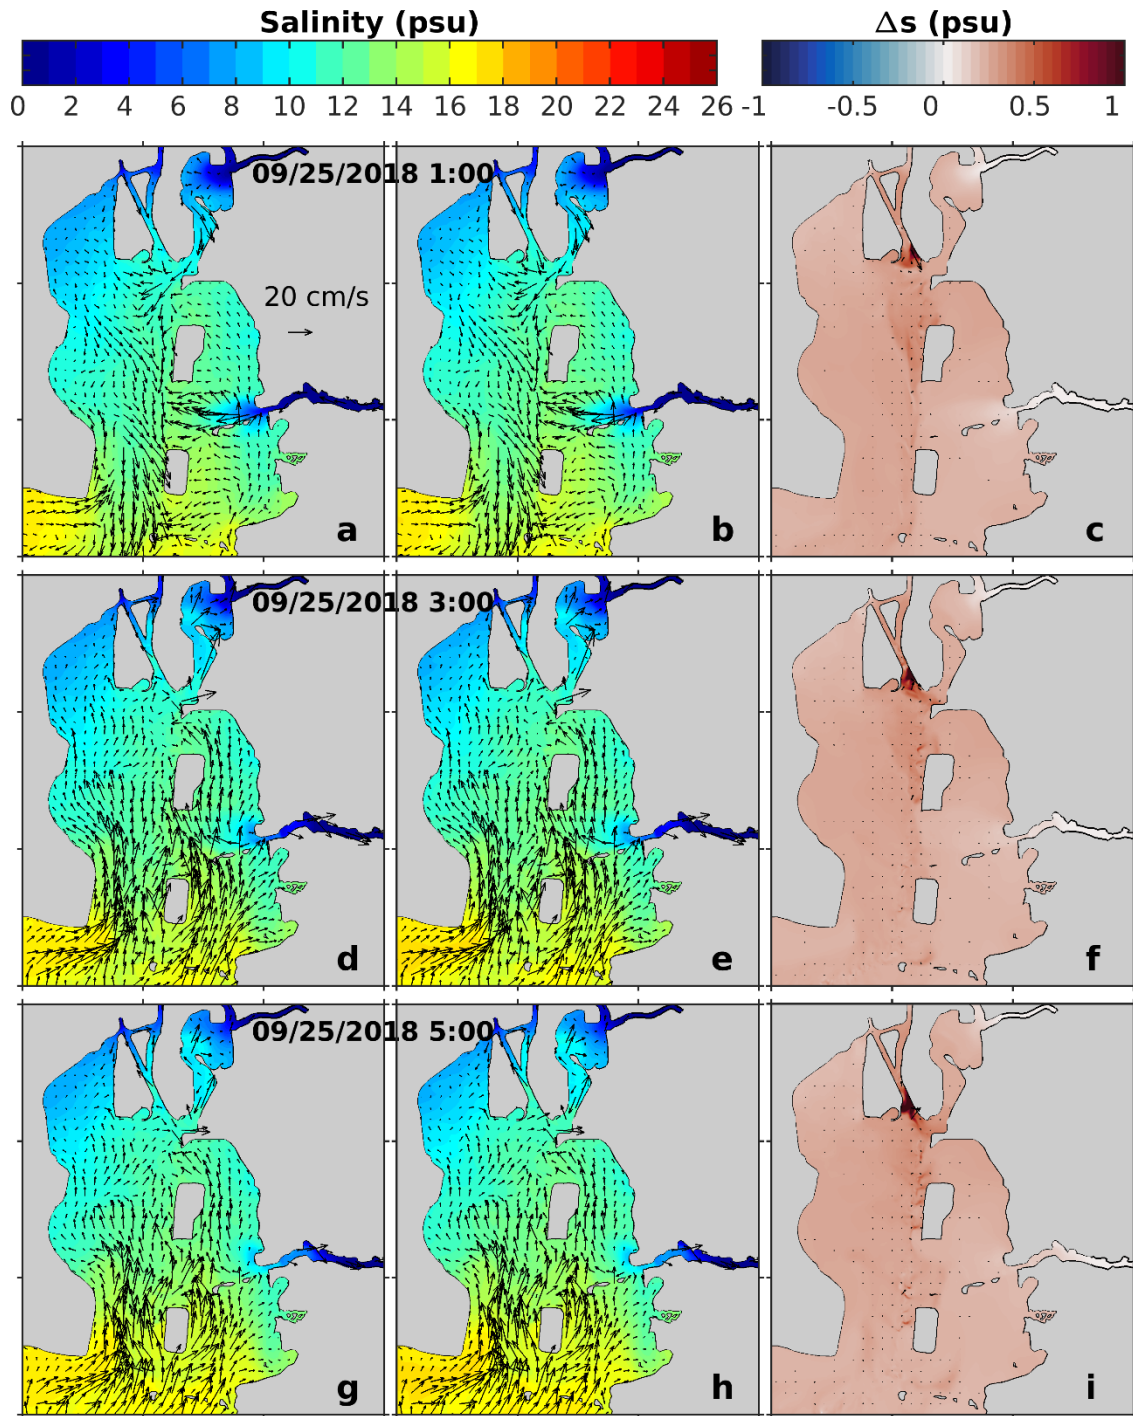 Salinity (psu)
Δs (psu)
0 2 4 6 8 10 12 14 16 18 20 22 24 26
-1 -0.5 0 0.5 1
09/25/2018 1:00
20 cm/s
a b c
09/25/2018 3:00
d e f
09/25/2018 5:00
g h i